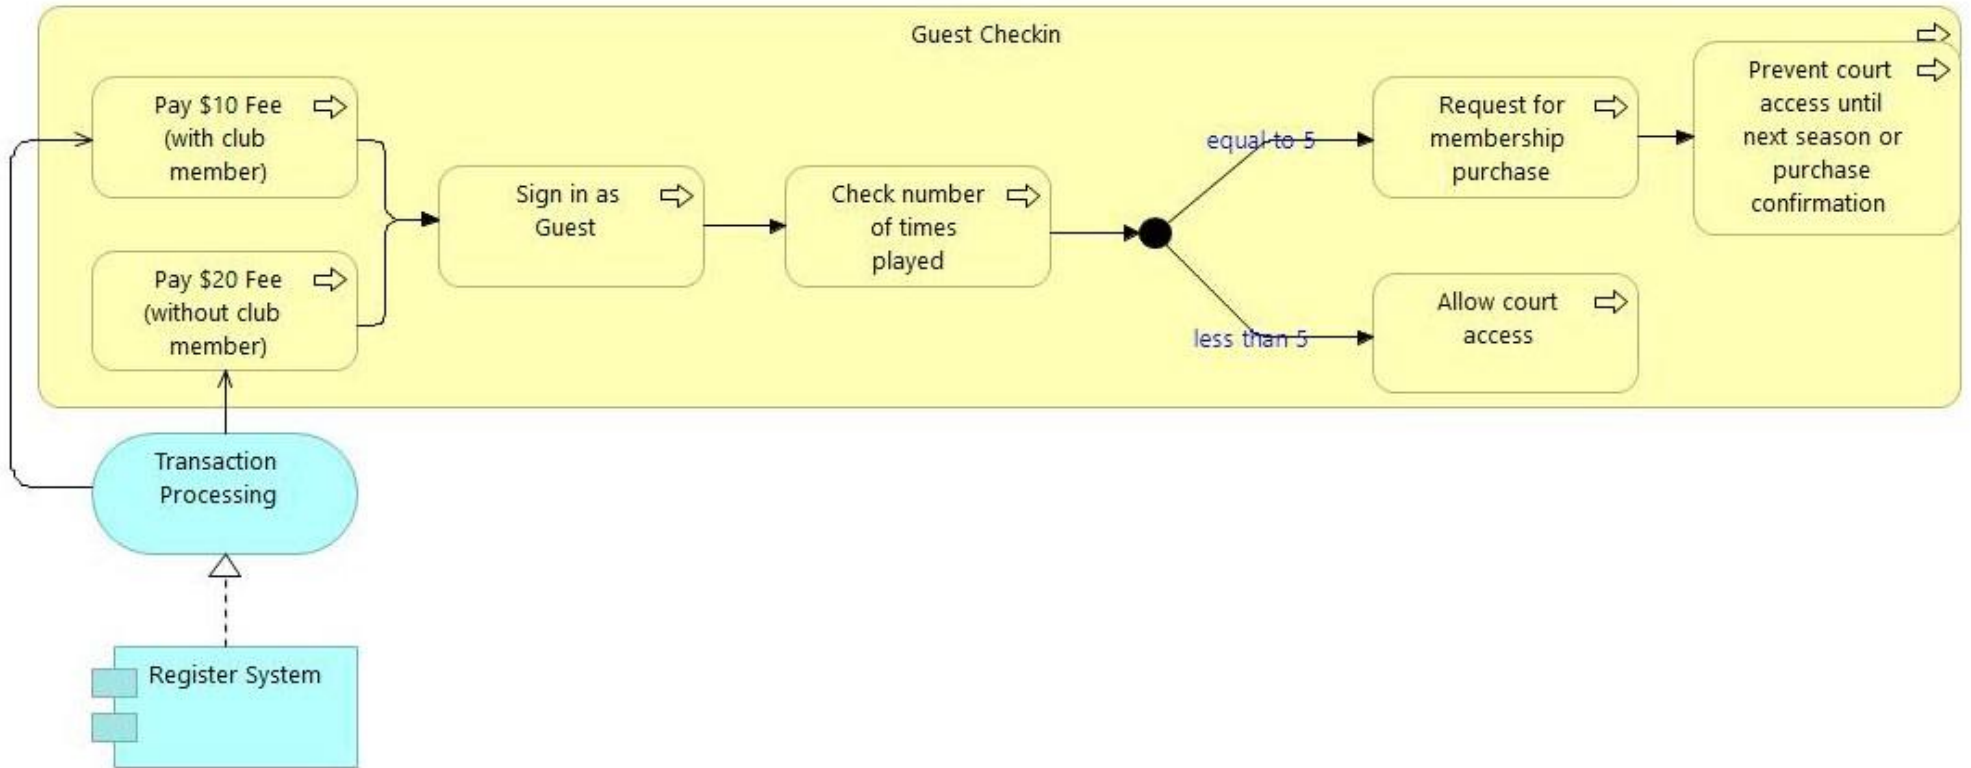 Guest Checkin
Pay $10 Fee
(with club
member)
Pay $20 Fee
(without club
member)
Sign in as
Guest
Check number
of times
played
equal to 5
less than 5
Request for
membership
purchase
Prevent court
access until
next season or
purchase
confirmation
Allow court
access
Transaction
Processing
Register System